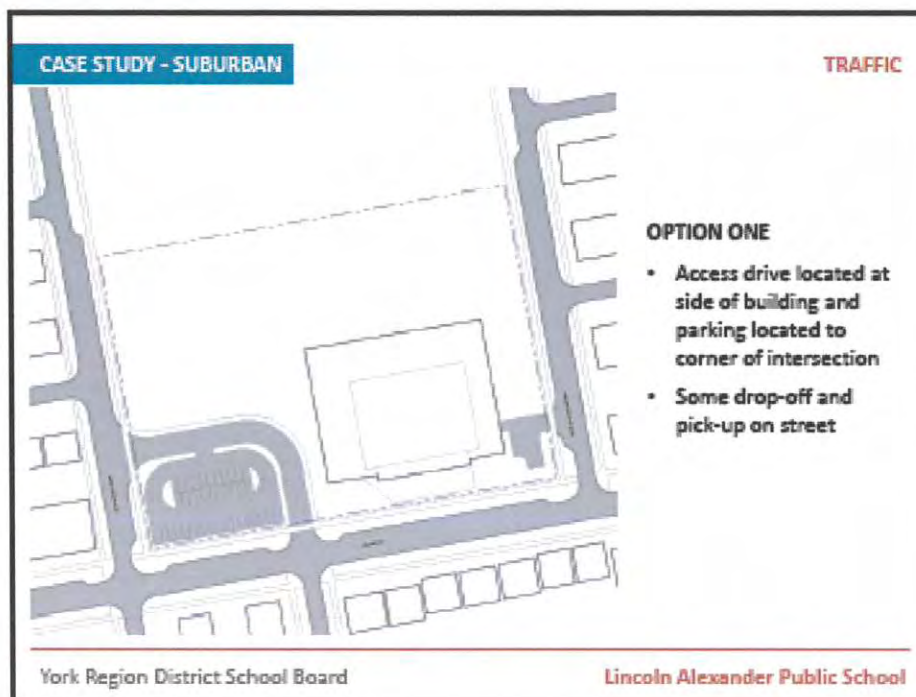 CASE STUDY - SUBURBAN
TRAFFIC
OPTION ONE
• Access drive located at
side of building and
parking located to
corner of intersection
• Some drop-off and
pick-up on street
York Region District School Board
Lincoln Alexander Public School